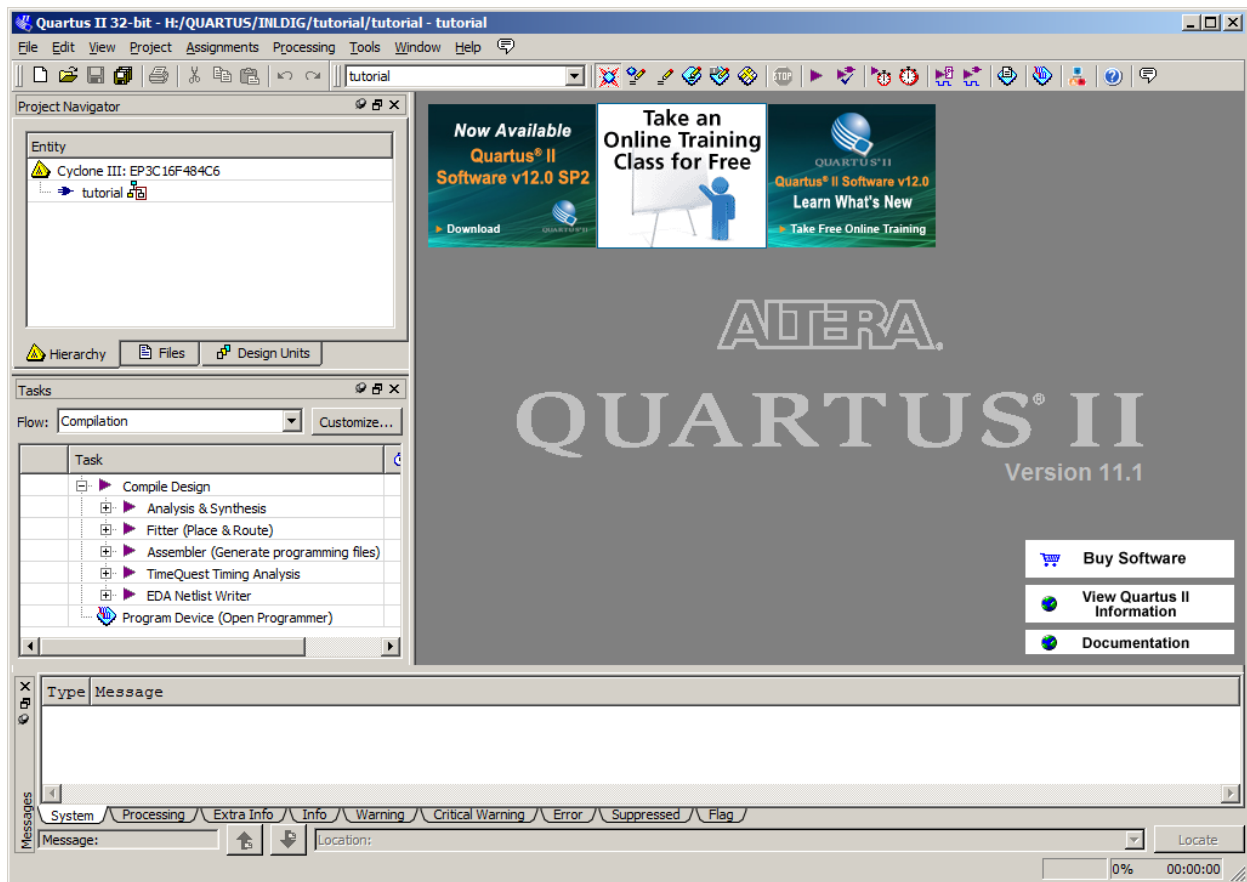 Quartus II 32-bit - H:/QUARTUS/INLDIG/tutorial/tutorial - tutorial
File Edit View Project Assignments Processing Tools Window Help
tutorial
STOP
Project Navigator
Entity
Cyclone III: EP3C16F484C6
tutorial
Hierarchy Files Design Units
Tasks
Flow: Compilation Customize...
Task
Compile Design
Analysis & Synthesis
Fitter (Place & Route)
Assembler (Generate programming files)
TimeQuest Timing Analysis
EDA Netlist Writer
Program Device (Open Programmer)
Now Available
Quartus® II
Software v12.0 SP2
Download
QUARTUS II
Take an
Online Training
Class for Free
QUARTUS II
Quartus® II Software v12.0
Learn What's New
Take Free Online Training
ALTERA®
QUARTUS® II
Version 11.1
Buy Software
View Quartus II
Information
Documentation
Type Message
System Processing Extra Info Info Warning Critical Warning Error Suppressed Flag
Messages
Message: Location: Locate
0% 00:00:00